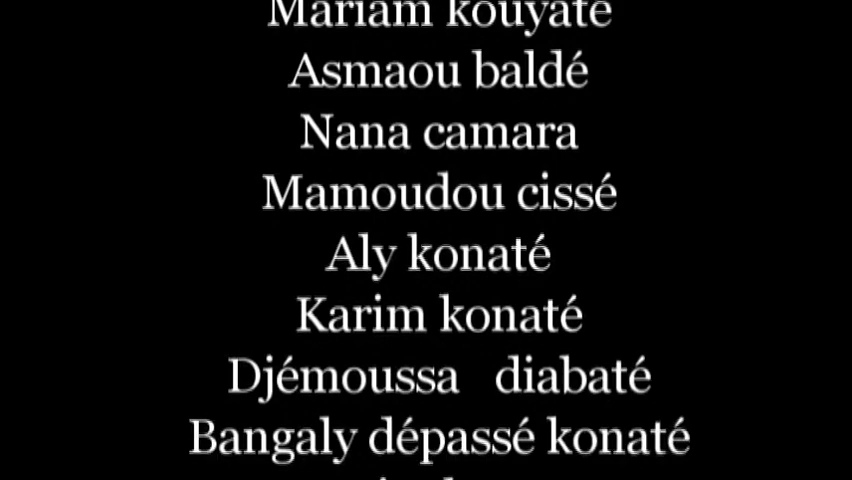 Mariam kouyaté
Asmaou baldé
Nana camara
Mamoudou cissé
Aly konaté
Karim konaté
Djémoussa diabaté
Bangaly dépassé konaté